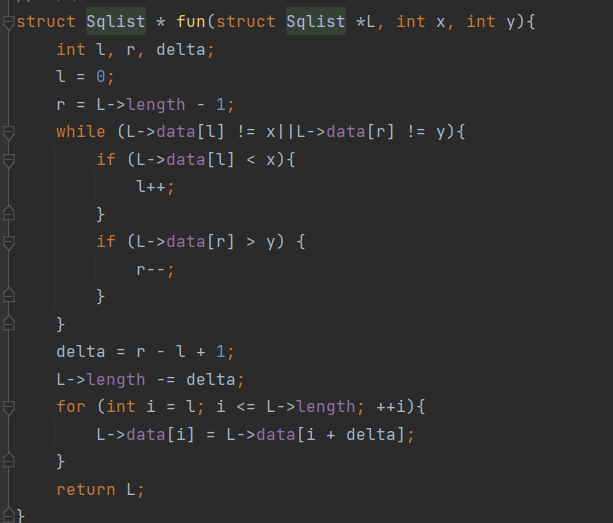 struct Sqlist * fun(struct Sqlist *L, int x, int y){
int l, r, delta;
l = 0;
r = L->length - 1;
while (L->data[l] != x||L->data[r] != y){
if (L->data[l] < x){
l++;
}
if (L->data[r] > y) {
r--;
}
}
delta = r - l + 1;
L->length -= delta;
for (int i = l; i <= L->length; ++i){
L->data[i] = L->data[i + delta];
}
return L;
}